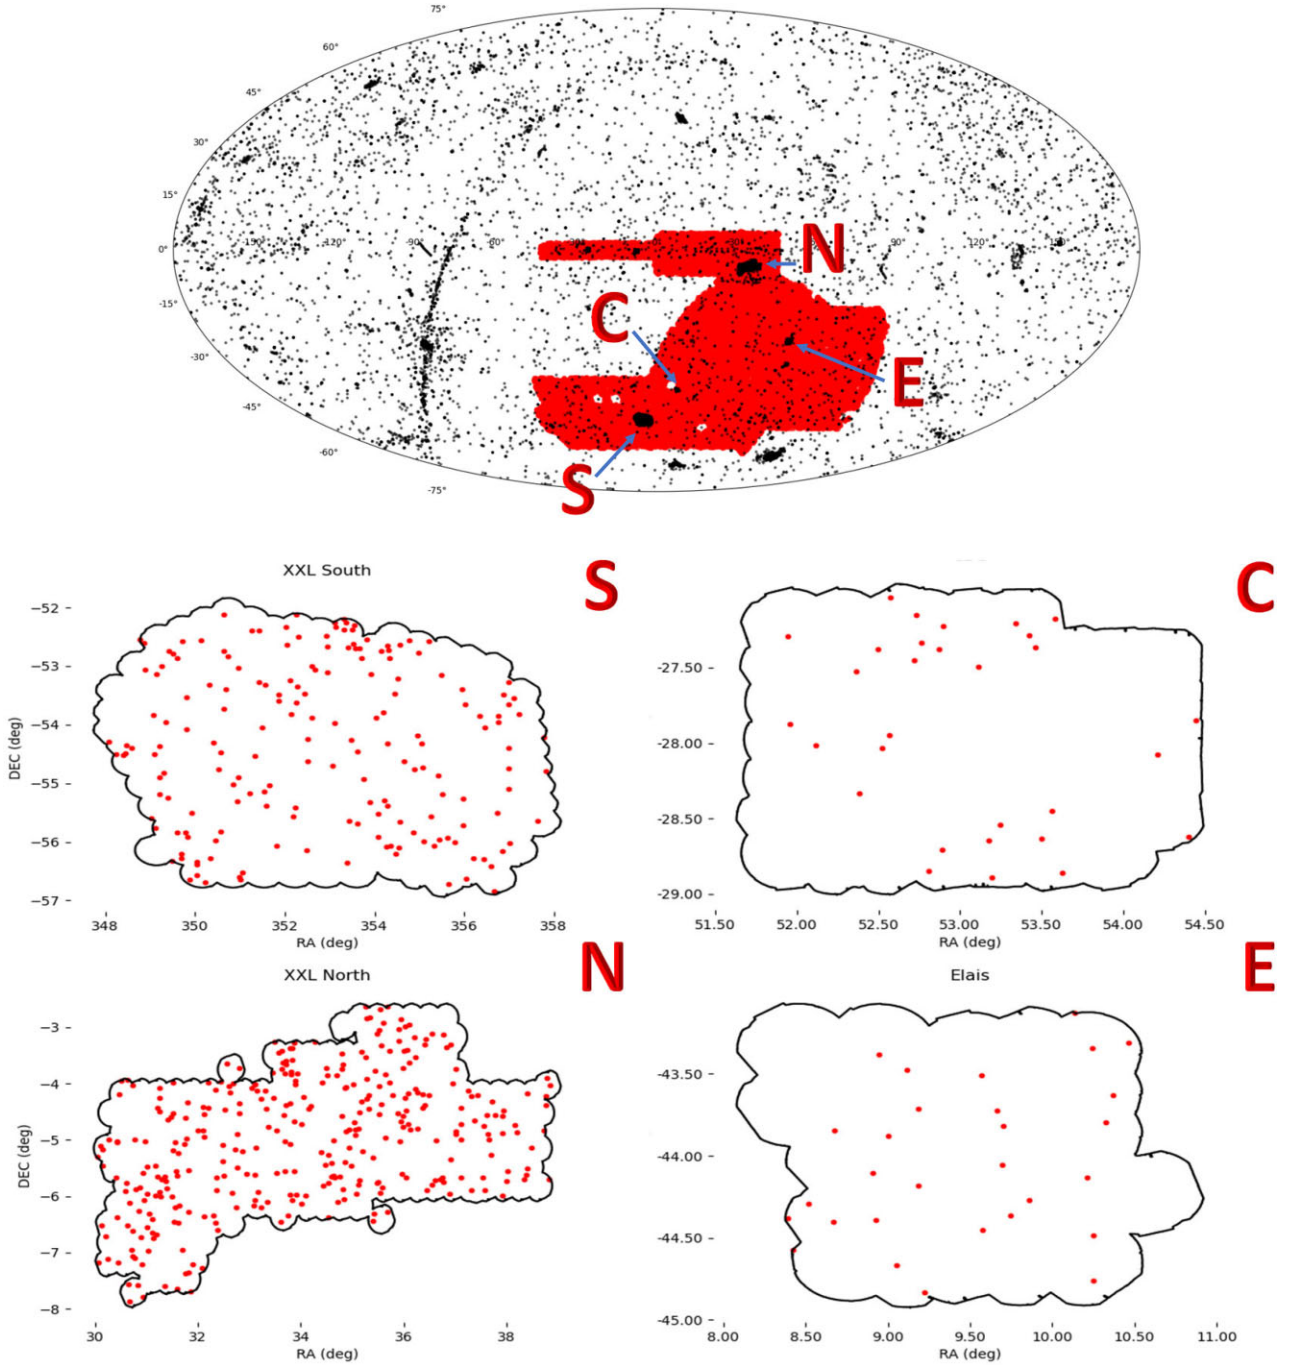 75°
60°
45°
30°
15°
0°
-15°
-30°
-45°
-60°
-75°
-120
-90
-60
90
120
N
C
E
S
XXL South
S
DEC (deg)
−52
−53
−54
−55
−56
−57
348 350 352 354 356 358
RA (deg)
C
-27.50
-28.00
-28.50
-29.00
51.50 52.00 52.50 53.00 53.50 54.00 54.50
RA (deg)
XXL North
N
DEC (deg)
−3
−4
−5
−6
−7
−8
30 32 34 36 38
RA (deg)
Elais
E
-43.50
-44.00
-44.50
-45.00
8.00 8.50 9.00 9.50 10.00 10.50 11.00
RA (deg)